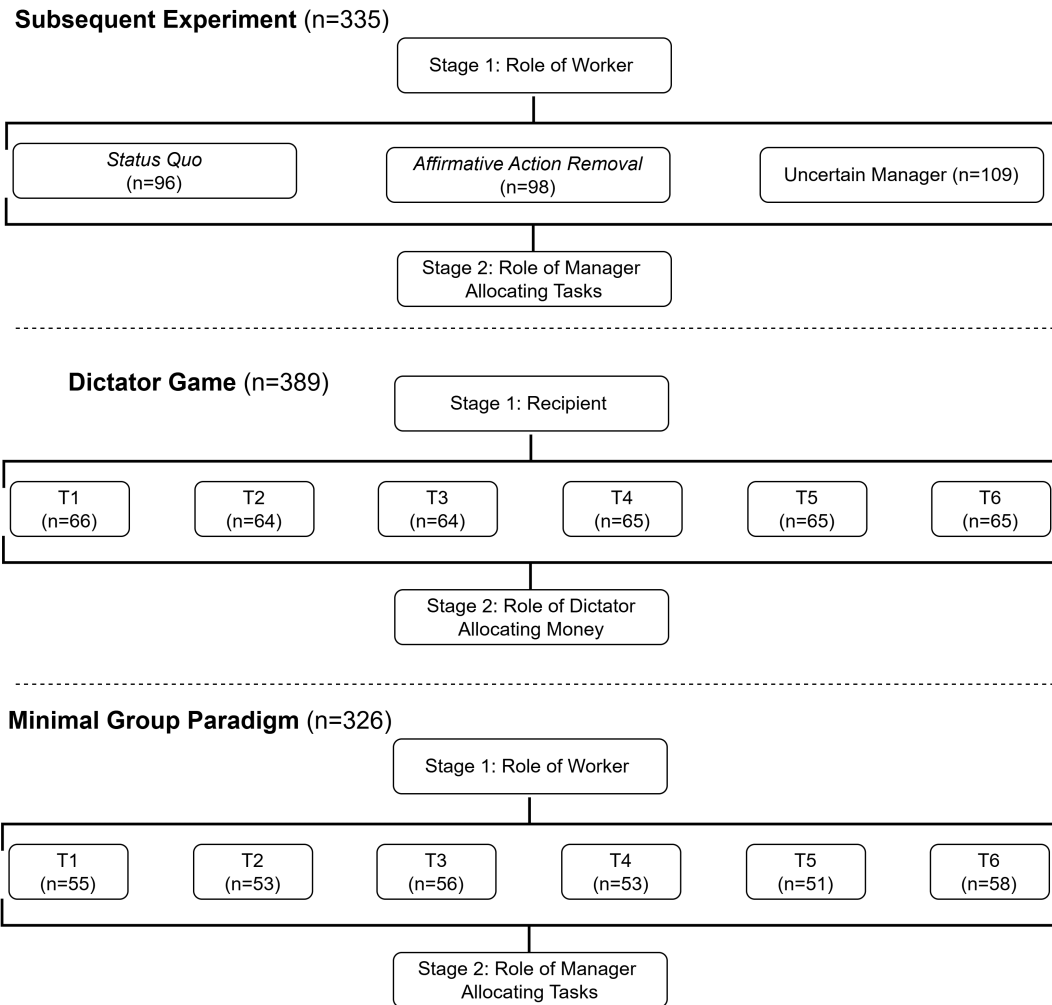 Subsequent Experiment (n=335)
Stage 1: Role of Worker
Status Quo
(n=96)
Affirmative Action Removal
(n=98)
Uncertain Manager (n=109)
Stage 2: Role of Manager
Allocating Tasks
Dictator Game (n=389)
Stage 1: Recipient
T1
(n=66)
T2
(n=64)
T3
(n=64)
T4
(n=65)
T5
(n=65)
T6
(n=65)
Stage 2: Role of Dictator
Allocating Money
Minimal Group Paradigm (n=326)
Stage 1: Role of Worker
T1
(n=55)
T2
(n=53)
T3
(n=56)
T4
(n=53)
T5
(n=51)
T6
(n=58)
Stage 2: Role of Manager
Allocating Tasks